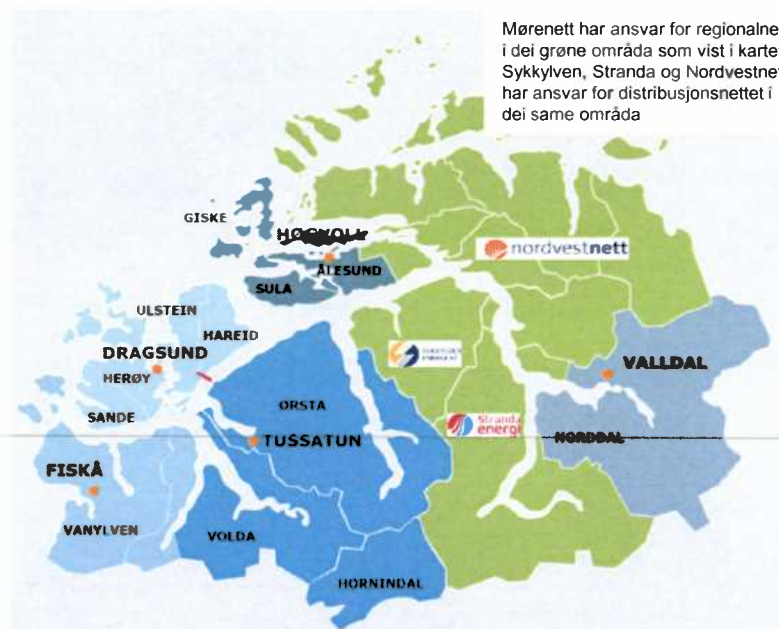 Mørenett har ansvar for regionalne
i dei grøne områda som vist i karte
Sykkylven, Stranda og Nordvestnet
har ansvar for distribusjonsnettet i
dei same områda
GISKE
ÅLESUND
SULA
nordvestnett
ULSTEIN
HAREID
DRAGSUND
HERØY
VALLDAL
ØRSTA
SANDE
Stranda
energi
TUSSATUN
NORDDAL
FISKÅ
VANYLVEN
VOLDA
HORNINDAL